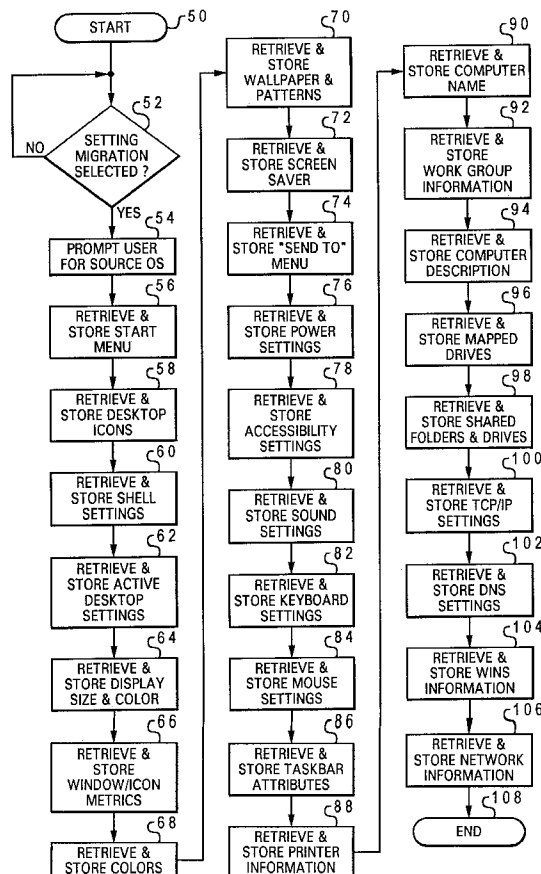 START
50
52
SETTING
MIGRATION
SELECTED ?
NO
YES
54
PROMPT USER
FOR SOURCE OS
56
RETRIEVE &
STORE START
MENU
58
RETRIEVE &
STORE DESKTOP
ICONS
60
RETRIEVE &
STORE SHELL
SETTINGS
62
RETRIEVE &
STORE ACTIVE
DESKTOP
SETTINGS
64
RETRIEVE &
STORE DISPLAY
SIZE & COLOR
66
RETRIEVE &
STORE
WINDOW/ICON
METRICS
68
RETRIEVE &
STORE COLORS
70
RETRIEVE &
STORE
WALLPAPER &
PATTERNS
72
RETRIEVE &
STORE SCREEN
SAVER
74
RETRIEVE &
STORE "SEND TO"
MENU
76
RETRIEVE &
STORE POWER
SETTINGS
78
RETRIEVE &
STORE
ACCESSIBILITY
SETTINGS
80
RETRIEVE &
STORE SOUND
SETTINGS
82
RETRIEVE &
STORE KEYBOARD
SETTINGS
84
RETRIEVE &
STORE MOUSE
SETTINGS
86
RETRIEVE &
STORE TASKBAR
ATTRIBUTES
88
RETRIEVE &
STORE PRINTER
INFORMATION
90
RETRIEVE &
STORE COMPUTER
NAME
92
RETRIEVE &
STORE
WORK GROUP
INFORMATION
94
RETRIEVE &
STORE COMPUTER
DESCRIPTION
96
RETRIEVE &
STORE MAPPED
DRIVES
98
RETRIEVE &
STORE SHARED
FOLDERS & DRIVES
100
RETRIEVE &
STORE TCP/IP
SETTINGS
102
RETRIEVE &
STORE DNS
SETTINGS
104
RETRIEVE &
STORE WINS
INFORMATION
106
RETRIEVE &
STORE NETWORK
INFORMATION
108
END